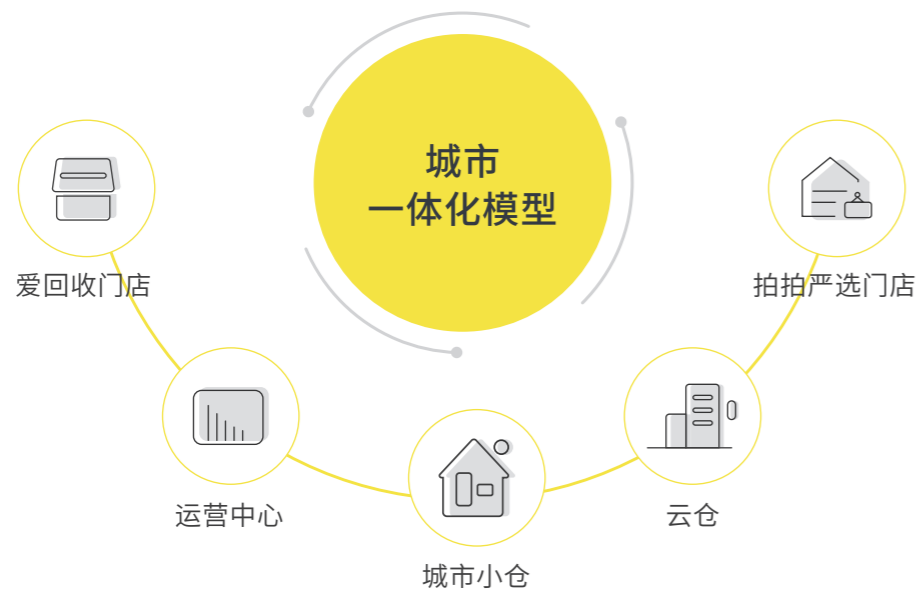 城市
一体化模型
爱回收门店
拍拍严选门店
运营中心
云仓
城市小仓